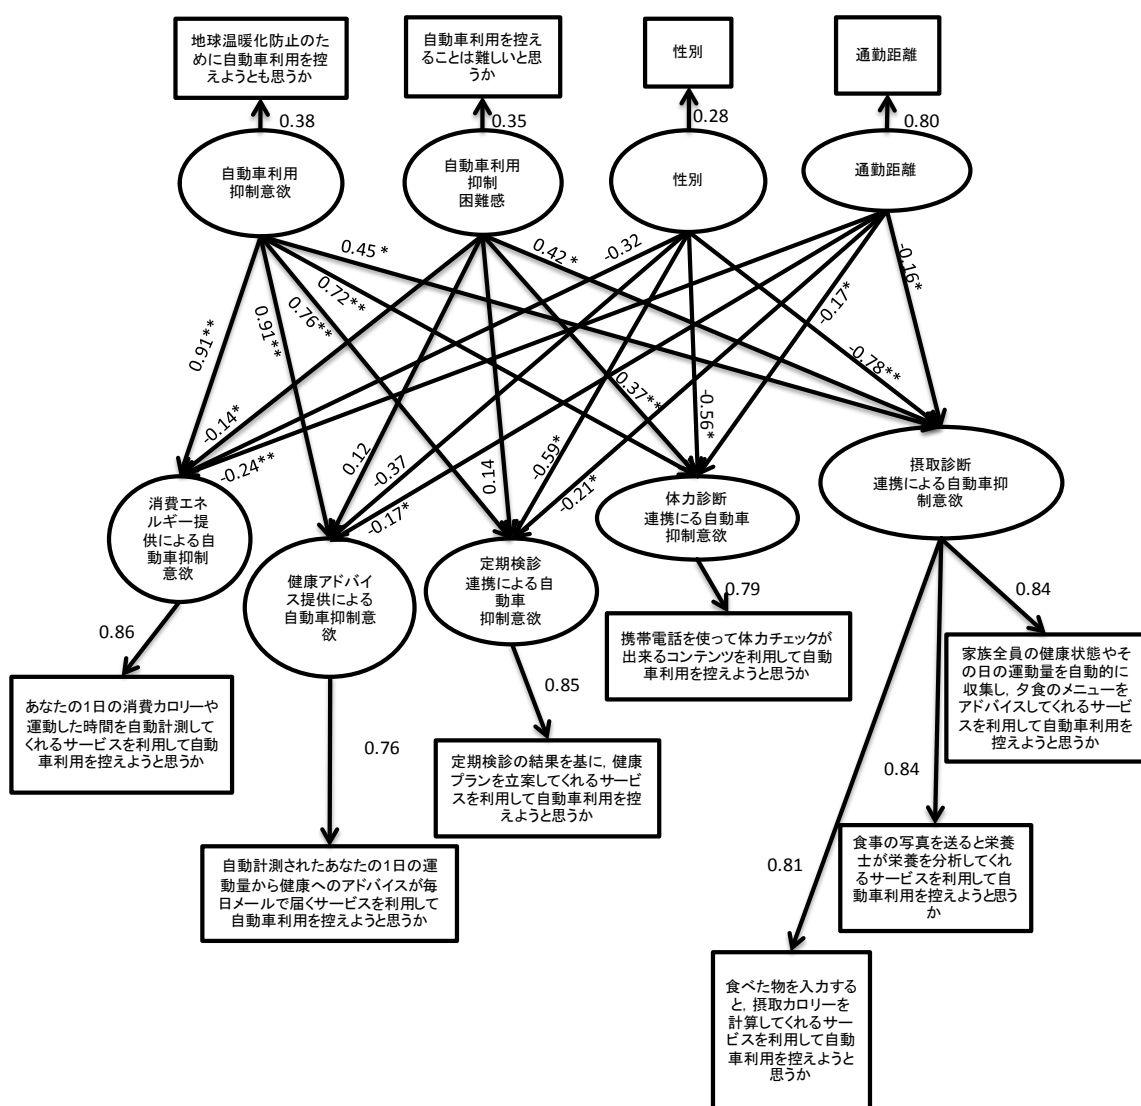 地球温暖化防止のた
めに自動車利用を控
えようとも思うか
自動車利用を控え
ることは難しいと思
うか
性別
通勤距離
0.38
0.35
0.28
0.80
自動車利用
抑制意欲
自動車利用
抑制
困難感
性別
通勤距離
0.45 *
0.42 *
-0.32
-0.16*
0.72**
0.76**
0.91**
0.91**
-0.17*
-0.78**
0.37**
-0.56*
-0.14*
-0.24**
0.12
-0.37
-0.17*
0.14
-0.59*
-0.21*
消費エネ
ルギー提
供による自
動車抑制
意欲
健康アドバイ
ス提供による
自動車抑制意
欲
定期検診
連携による自
動車
抑制意欲
体力診断
連携にる自動車
抑制意欲
摂取診断
連携による自動車抑
制意欲
0.86
0.76
0.85
0.79
0.84
0.84
0.81
あなたの1日の消費カロリーや
運動した時間を自動計測して
くれるサービスを利用して自動
車利用を控えようと思うか
自動計測されたあなたの1日の運
動量から健康へのアドバイスが毎
日メールで届くサービスを利用して
自動車利用を控えようと思うか
定期検診の結果を基に，健康
プランを立案してくれるサービ
スを利用して自動車利用を控
えようと思うか
携帯電話を使って体力チェックが
出来るコンテンツを利用して自動
車利用を控えようと思うか
家族全員の健康状態やそ
の日の運動量を自動的に
収集し，夕食のメニューを
アドバイスしてくれるサービ
スを利用して自動車利用を
控えようと思うか
食事の写真を送ると栄養
士が栄養を分析してくれ
るサービスを利用して自
動車利用を控えようと思う
か
食べた物を入力する
と，摂取カロリーを
計算してくれるサー
ビスを利用して自動
車利用を控えようと
思うか